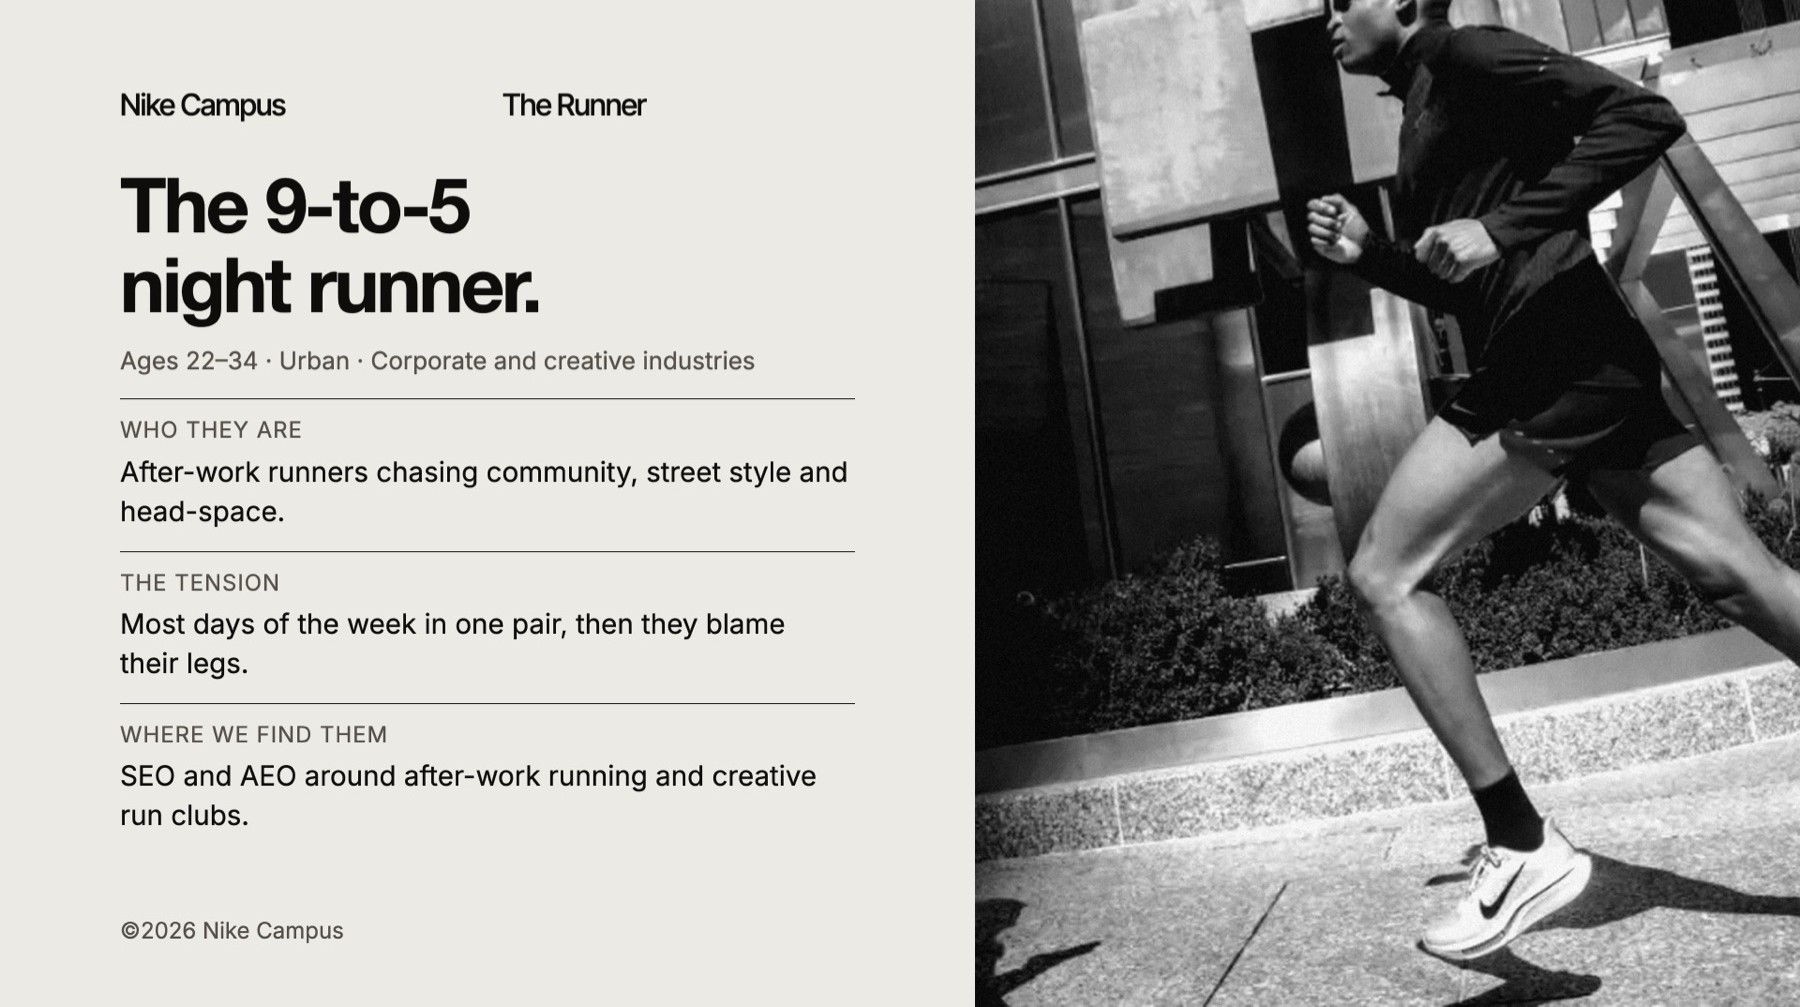 Nike Campus
The Runner
The 9-to-5
night runner.
Ages 22–34 · Urban · Corporate and creative industries
WHO THEY ARE
After-work runners chasing community, street style and
head-space.
THE TENSION
Most days of the week in one pair, then they blame
their legs.
WHERE WE FIND THEM
SEO and AEO around after-work running and creative
run clubs.
©2026 Nike Campus